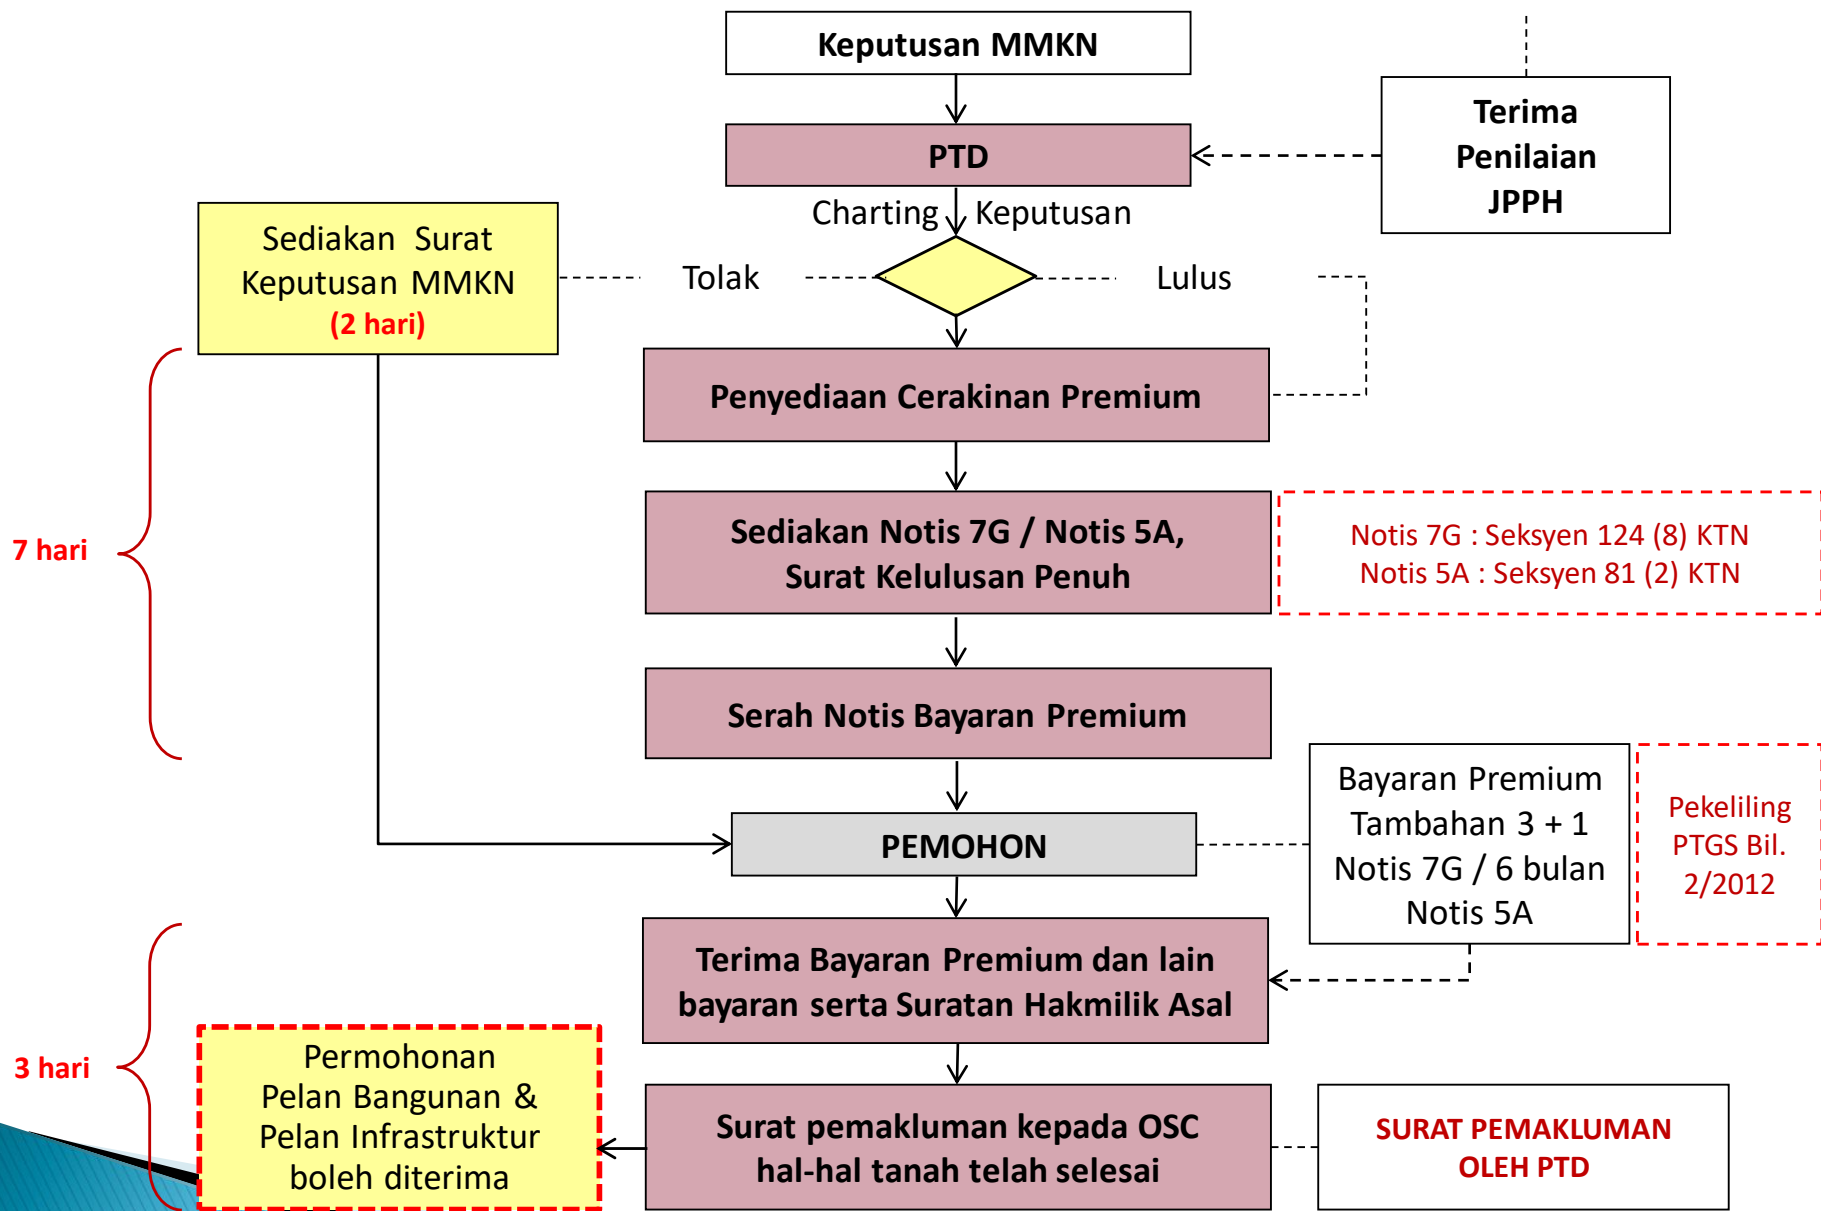 Keputusan MMKN
Terima
Penilaian
JPPH
PTD
Charting Keputusan
Sediakan Surat
Keputusan MMKN
(2 hari)
Tolak
Lulus
Penyediaan Cerakinan Premium
7 hari
Sediakan Notis 7G / Notis 5A,
Surat Kelulusan Penuh
Notis 7G : Seksyen 124 (8) KTN
Notis 5A : Seksyen 81 (2) KTN
Serah Notis Bayaran Premium
PEMOHON
Bayaran Premium
Tambahan 3 + 1
Notis 7G / 6 bulan
Notis 5A
Pekeliling
PTGS Bil.
2/2012
Terima Bayaran Premium dan lain
bayaran serta Suratan Hakmilik Asal
3 hari
Permohonan
Pelan Bangunan &
Pelan Infrastruktur
boleh diterima
Surat pemakluman kepada OSC
hal-hal tanah telah selesai
SURAT PEMAKLUMAN
OLEH PTD